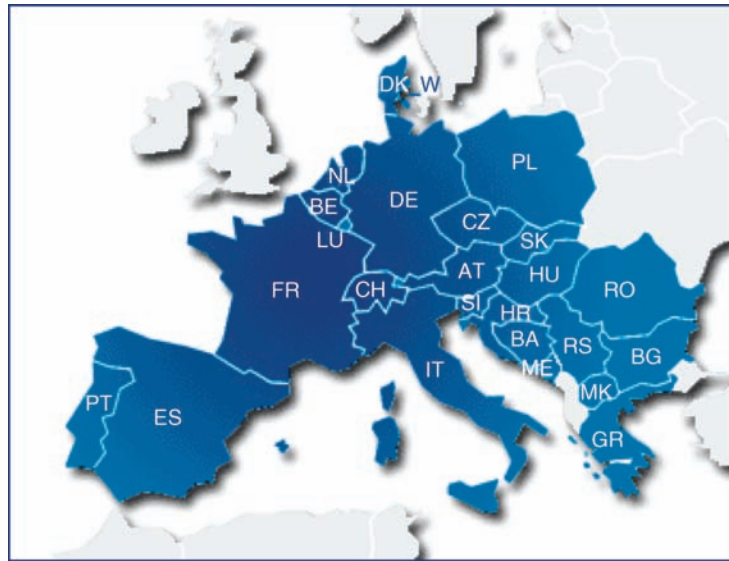 DK_W
PL
NL
DE
BE
CZ
LU
SK
AT
HU
FR
CH
RO
SI
HR
BA
RS
BG
IT
ME
MK
PT
ES
GR